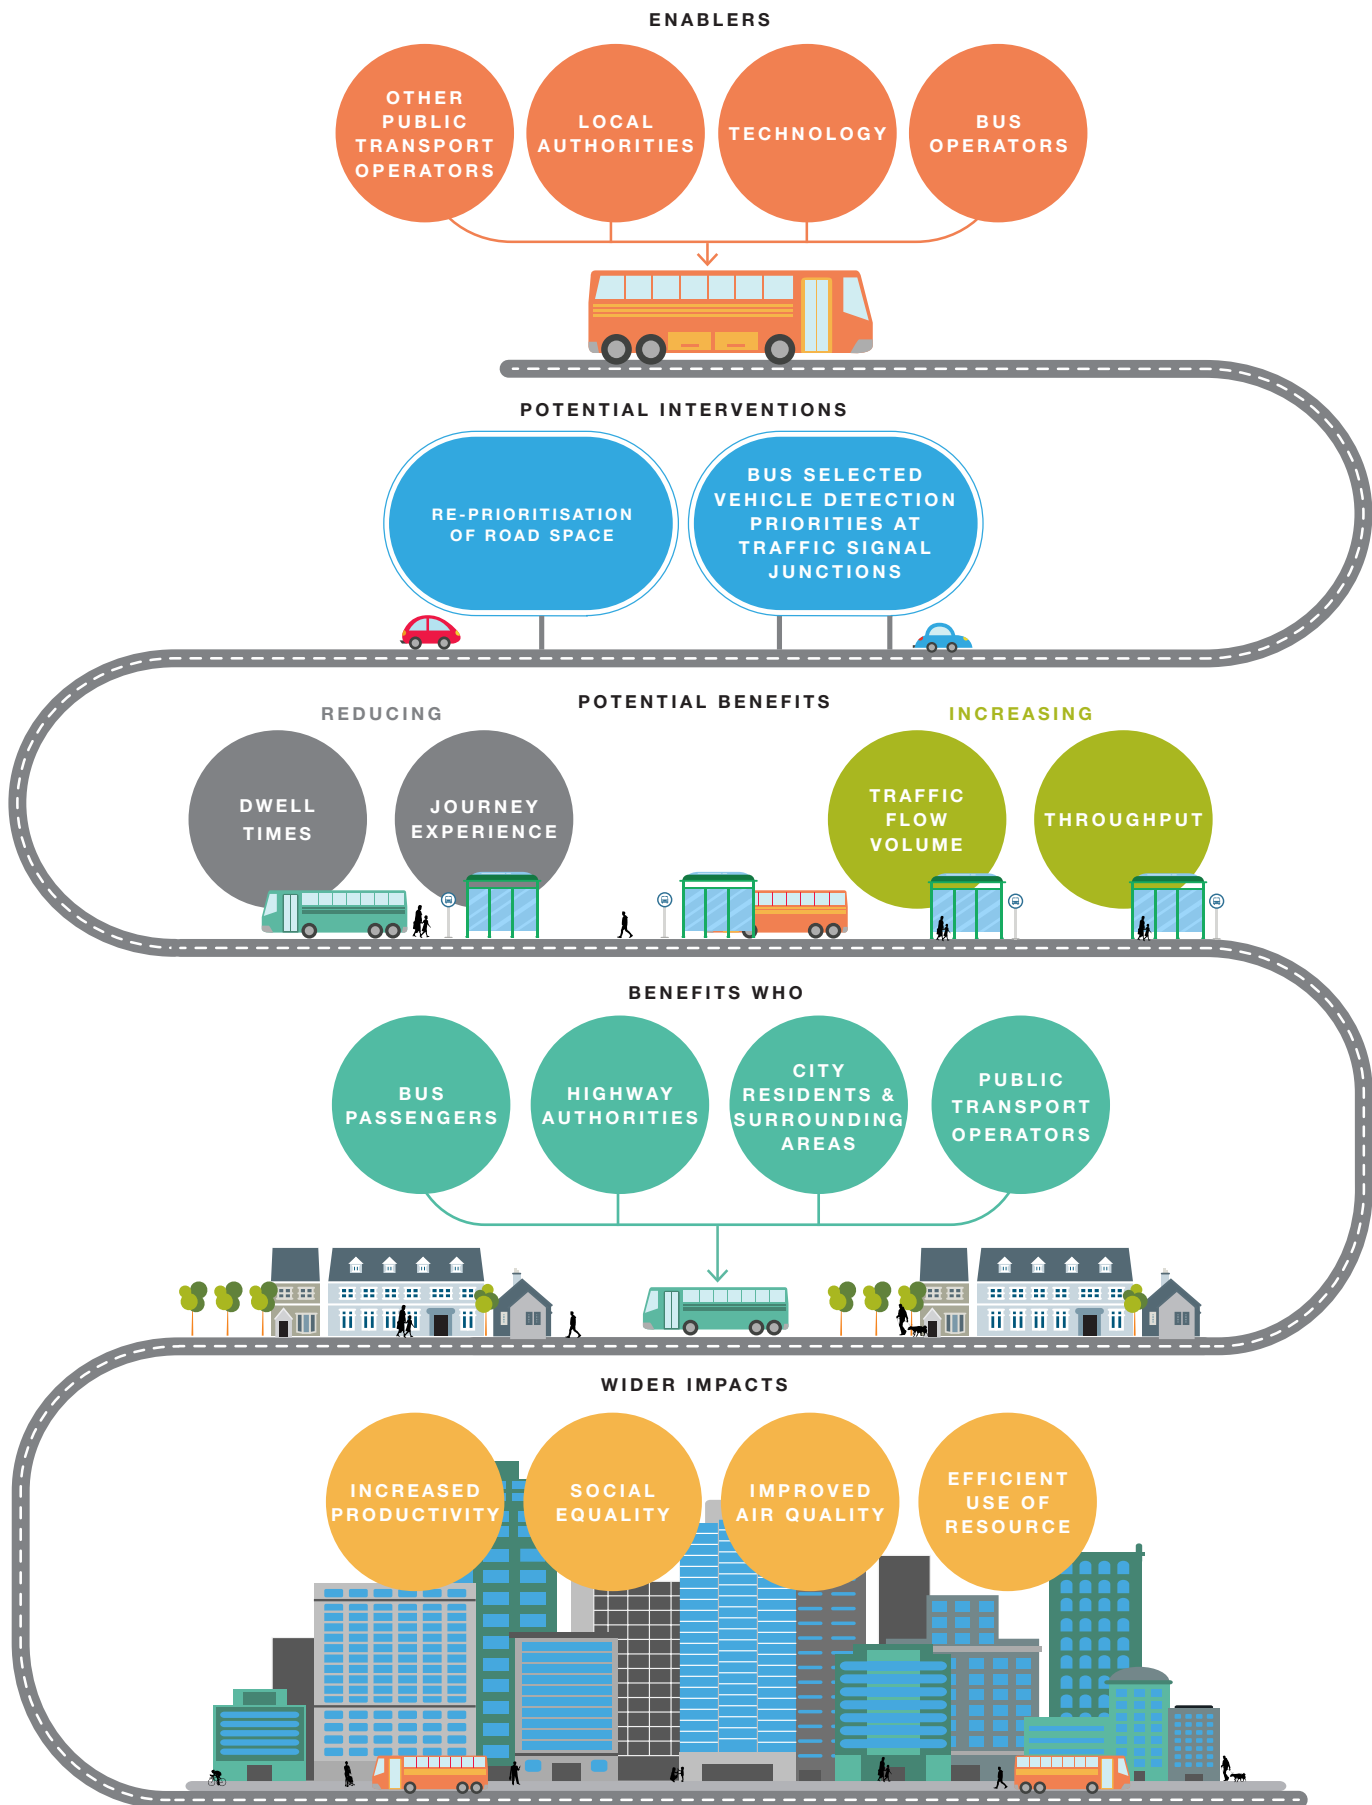 ENABLERS
OTHER
PUBLIC
TRANSPORT
OPERATORS
LOCAL
AUTHORITIES
TECHNOLOGY
BUS
OPERATORS
POTENTIAL INTERVENTIONS
RE-PRIORITISATION
OF ROAD SPACE
BUS SELECTED
VEHICLE DETECTION
PRIORITIES AT
TRAFFIC SIGNAL
JUNCTIONS
POTENTIAL BENEFITS
REDUCING
DWELL
TIMES
JOURNEY
EXPERIENCE
INCREASING
TRAFFIC
FLOW
VOLUME
THROUGHPUT
BENEFITS WHO
BUS
PASSENGERS
HIGHWAY
AUTHORITIES
CITY
RESIDENTS &
SURROUNDING
AREAS
PUBLIC
TRANSPORT
OPERATORS
WIDER IMPACTS
INCREASED
PRODUCTIVITY
SOCIAL
EQUALITY
IMPROVED
AIR QUALITY
EFFICIENT
USE OF
RESOURCE